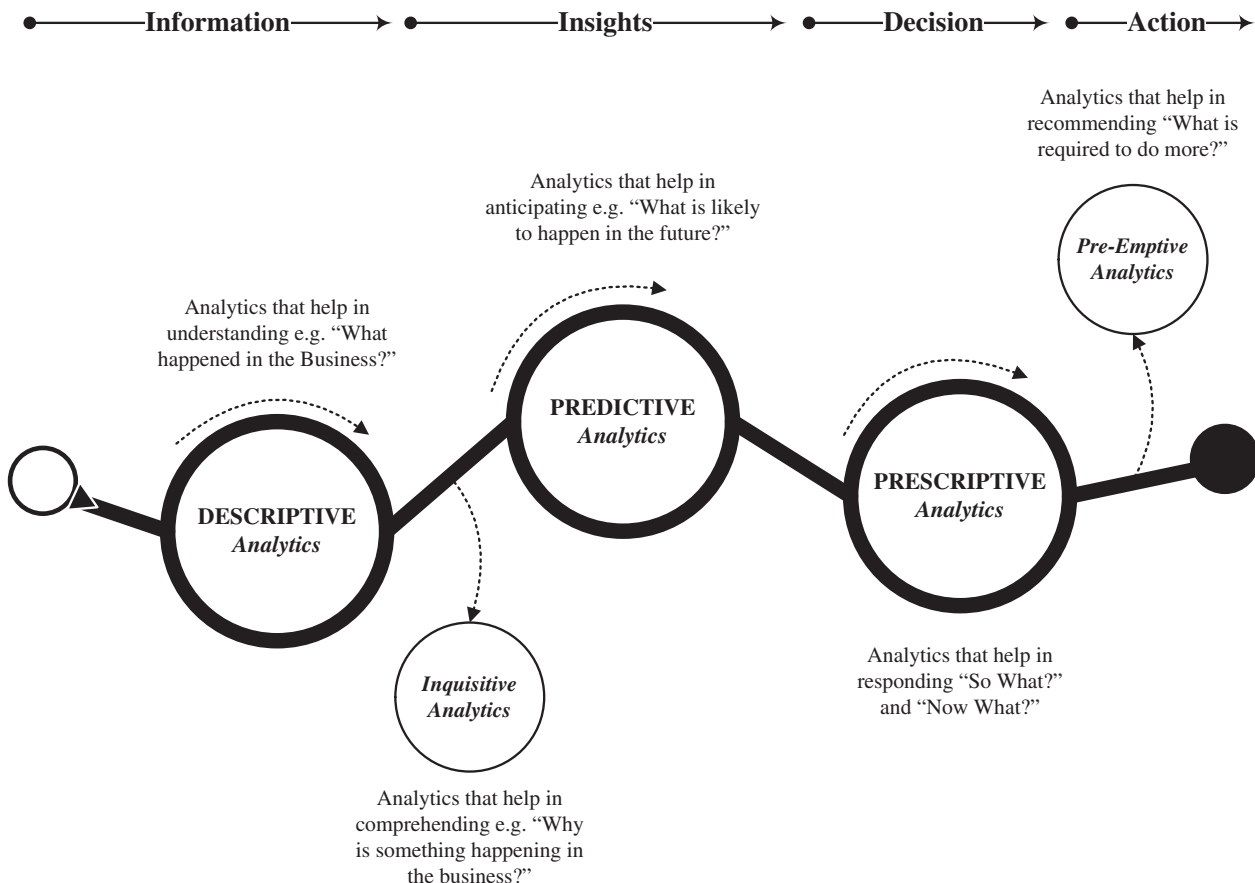 Information
Insights
Decision
Action
Analytics that help in
recommending “What is
required to do more?”
Pre-Emptive
Analytics
Analytics that help in
anticipating e.g. “What is likely
to happen in the future?”
Analytics that help in
understanding e.g. “What
happened in the Business?”
PREDICTIVE
Analytics
DESCRIPTIVE
Analytics
PRESCRIPTIVE
Analytics
Inquisitive
Analytics
Analytics that help in
responding “So What?”
and “Now What?”
Analytics that help in
comprehending e.g. “Why
is something happening in
the business?”